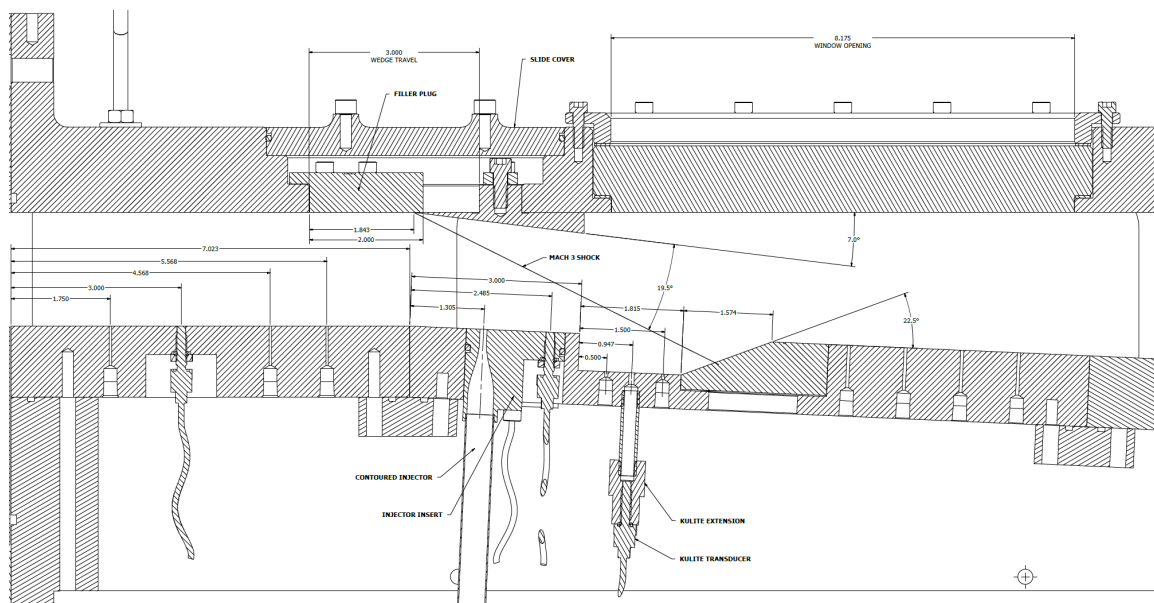 3.000
WEDGE TRAVEL
8.175
WINDOW OPENING
SLIDE COVER
FILLER PLUG
1.843
2.000
7.023
5.568
4.568
3.000
1.750
MACH 3 SHOCK
7.0°
3.000
2.485
1.305
19.5°
1.815
1.574
1.500
0.947
0.500
22.5°
CONTOURED INJECTOR
INJECTOR INSERT
KULITE EXTENSION
KULITE TRANSDUCER